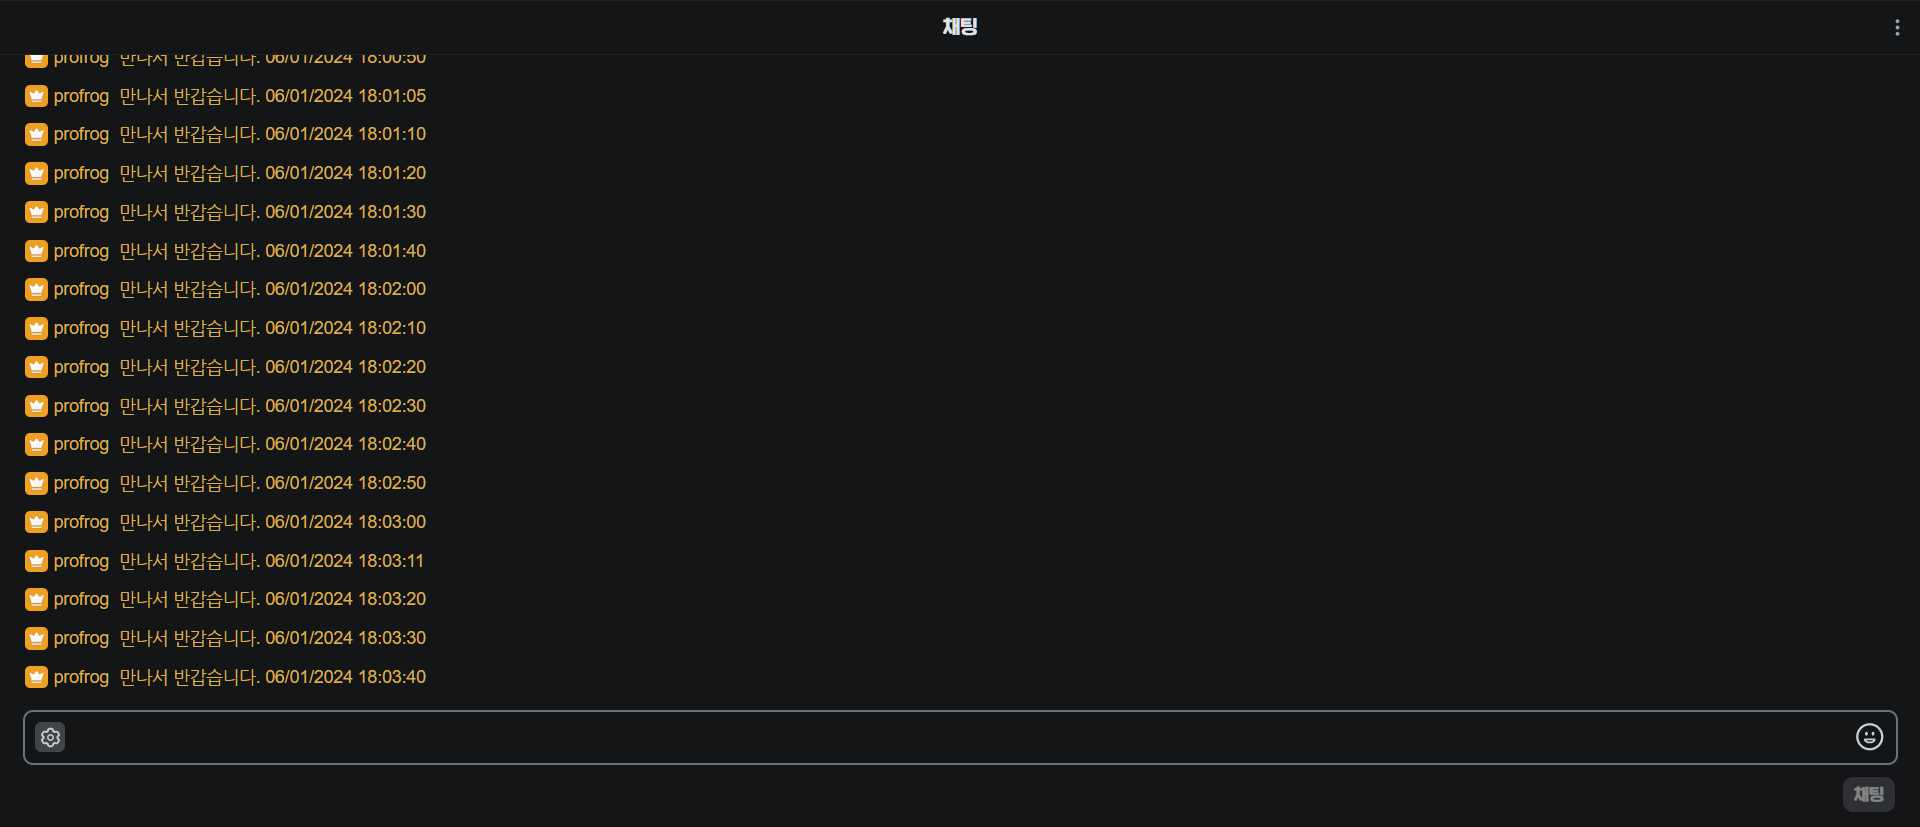 채팅
profrog 만나서 반갑습니다. 06/01/2024 18:00:50
profrog 만나서 반갑습니다. 06/01/2024 18:01:05
profrog 만나서 반갑습니다. 06/01/2024 18:01:10
profrog 만나서 반갑습니다. 06/01/2024 18:01:20
profrog 만나서 반갑습니다. 06/01/2024 18:01:30
profrog 만나서 반갑습니다. 06/01/2024 18:01:40
profrog 만나서 반갑습니다. 06/01/2024 18:02:00
profrog 만나서 반갑습니다. 06/01/2024 18:02:10
profrog 만나서 반갑습니다. 06/01/2024 18:02:20
profrog 만나서 반갑습니다. 06/01/2024 18:02:30
profrog 만나서 반갑습니다. 06/01/2024 18:02:40
profrog 만나서 반갑습니다. 06/01/2024 18:02:50
profrog 만나서 반갑습니다. 06/01/2024 18:03:00
profrog 만나서 반갑습니다. 06/01/2024 18:03:11
profrog 만나서 반갑습니다. 06/01/2024 18:03:20
profrog 만나서 반갑습니다. 06/01/2024 18:03:30
profrog 만나서 반갑습니다. 06/01/2024 18:03:40
채팅